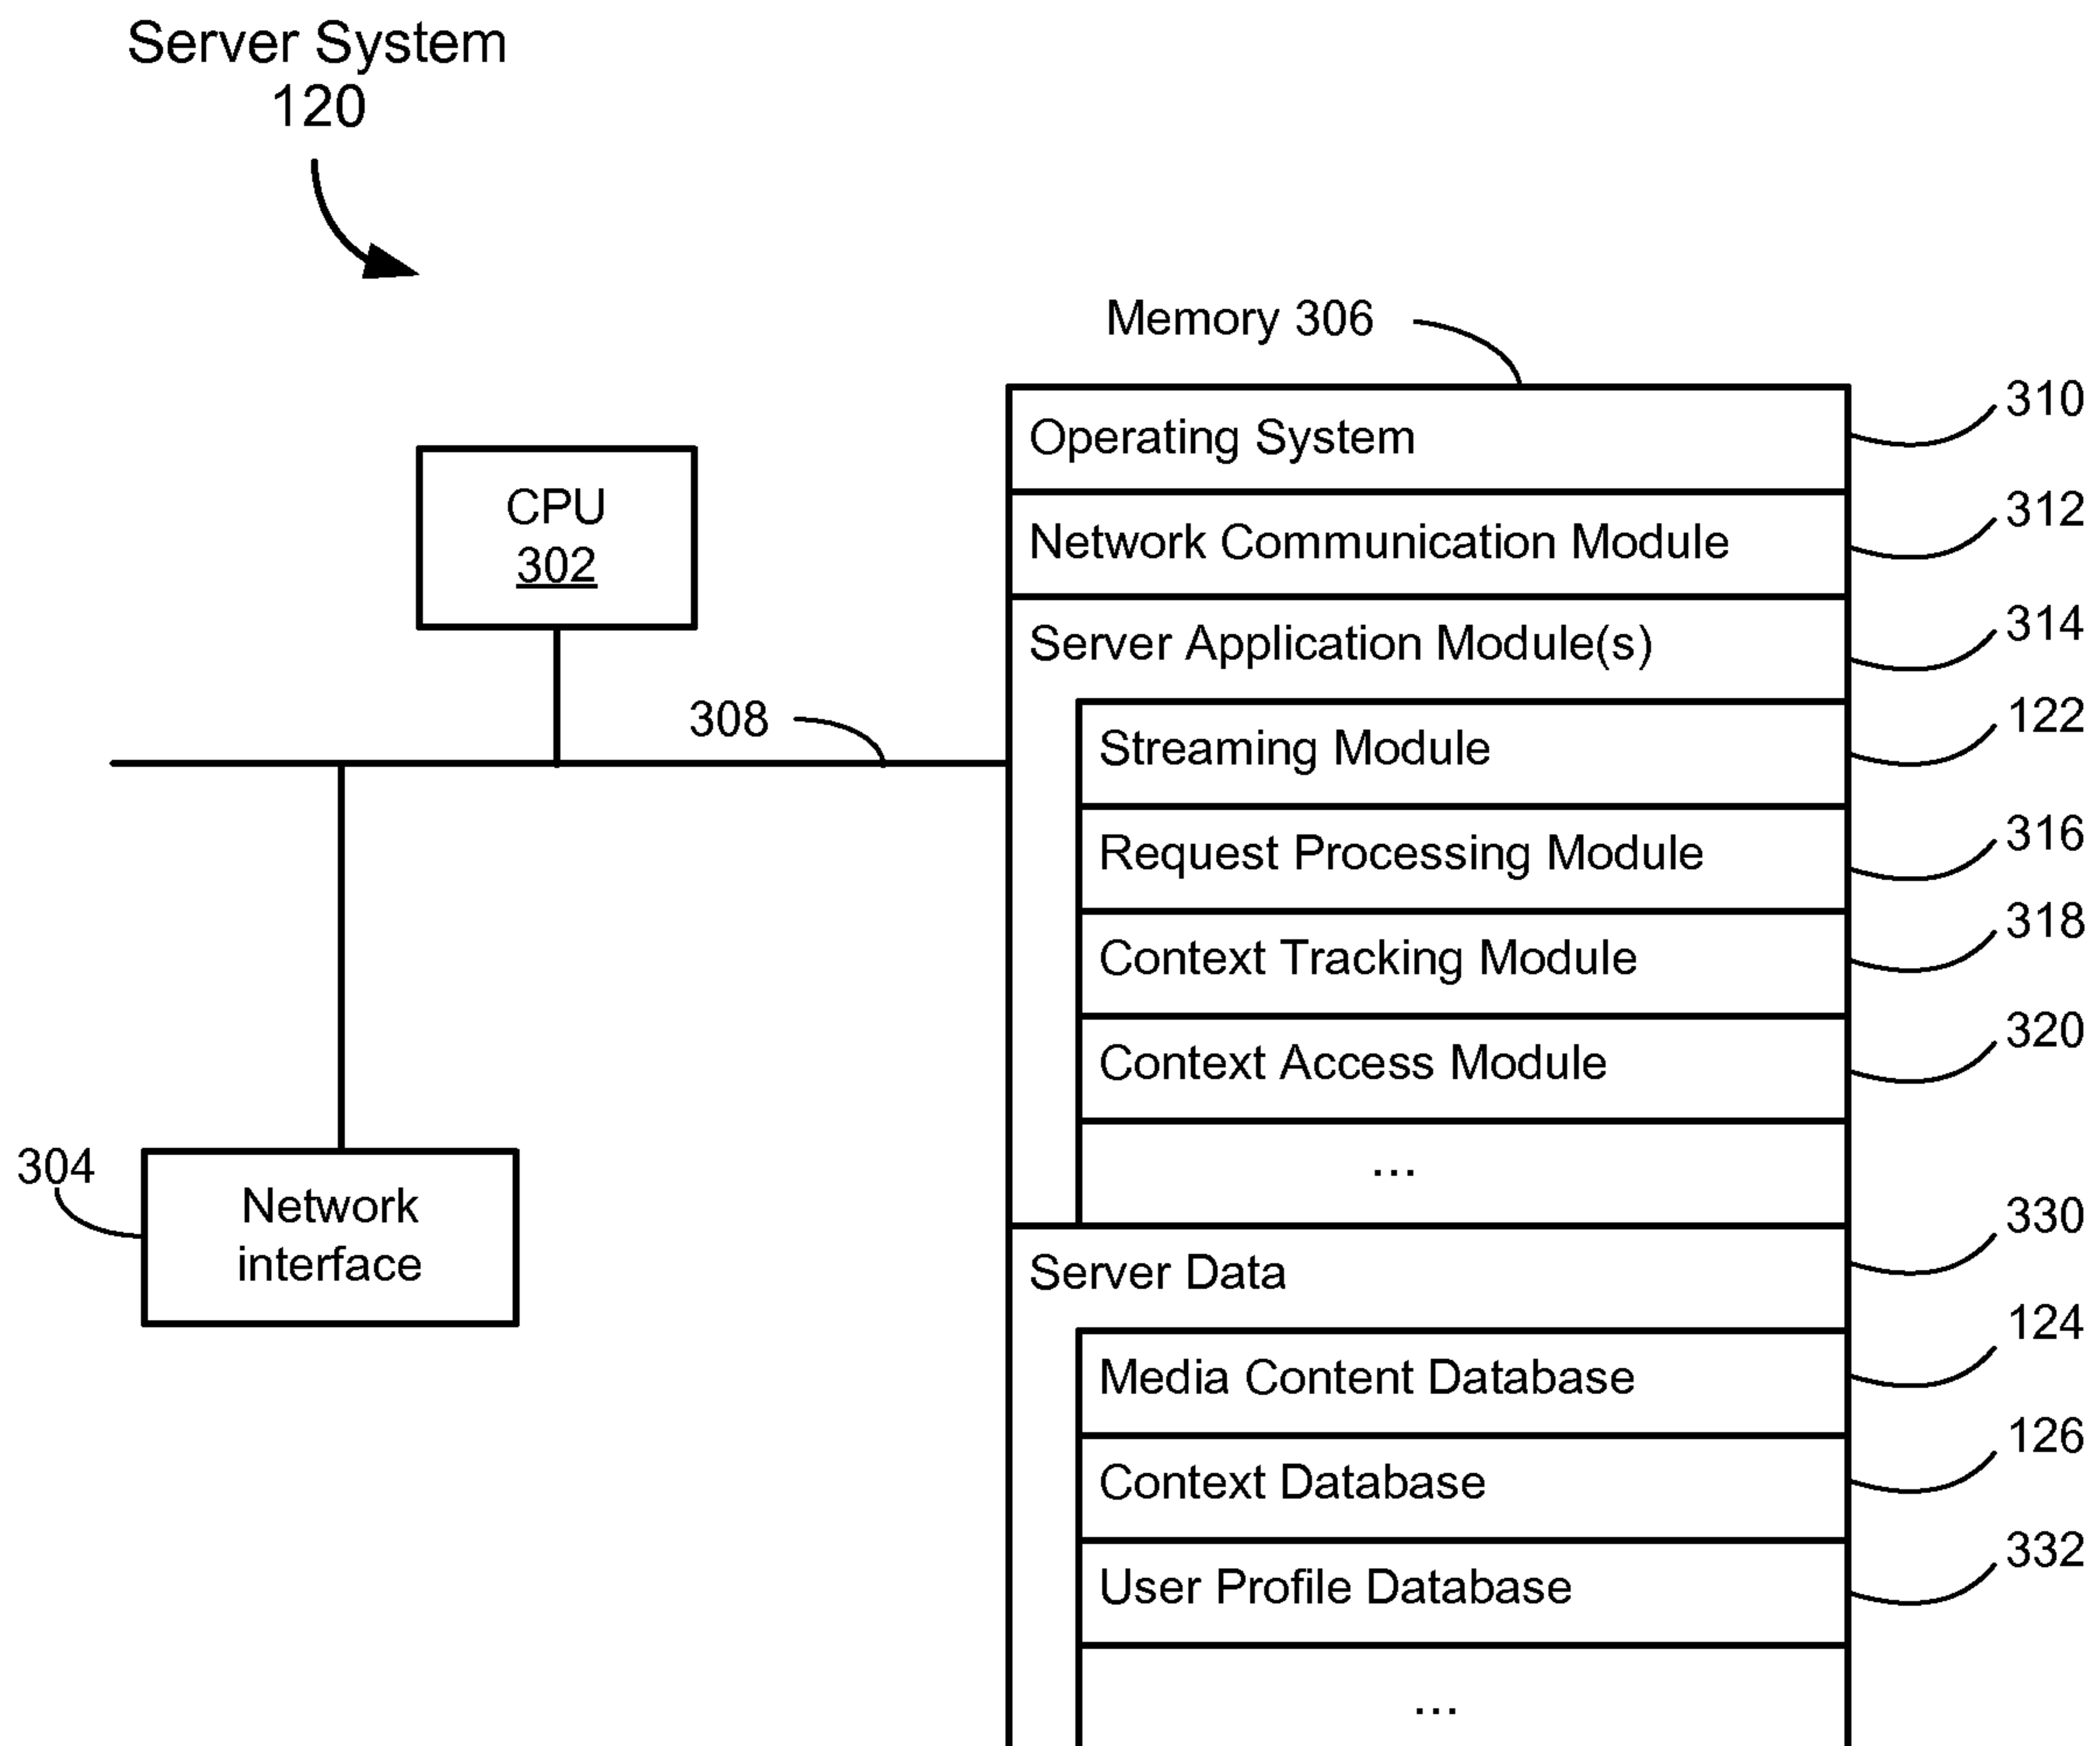 Server System
120
Memory 306
310
Operating System
CPU
302
312
Network Communication Module
314
Server Application Module(s)
308
122
Streaming Module
316
Request Processing Module
318
Context Tracking Module
320
Context Access Module
...
304
Network
interface
330
Server Data
124
Media Content Database
126
Context Database
332
User Profile Database
...